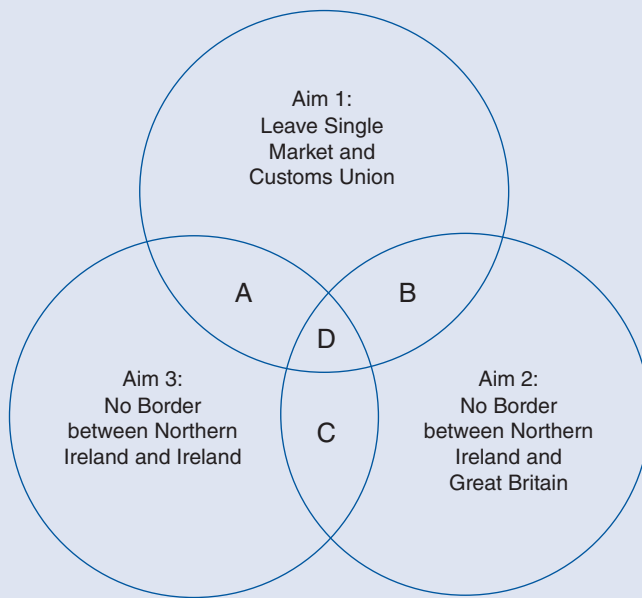 Aim 1:
Leave Single
Market and
Customs Union
A
B
D
Aim 3:
No Border
between Northern
Ireland and Ireland
C
Aim 2:
No Border
between Northern
Ireland and
Great Britain